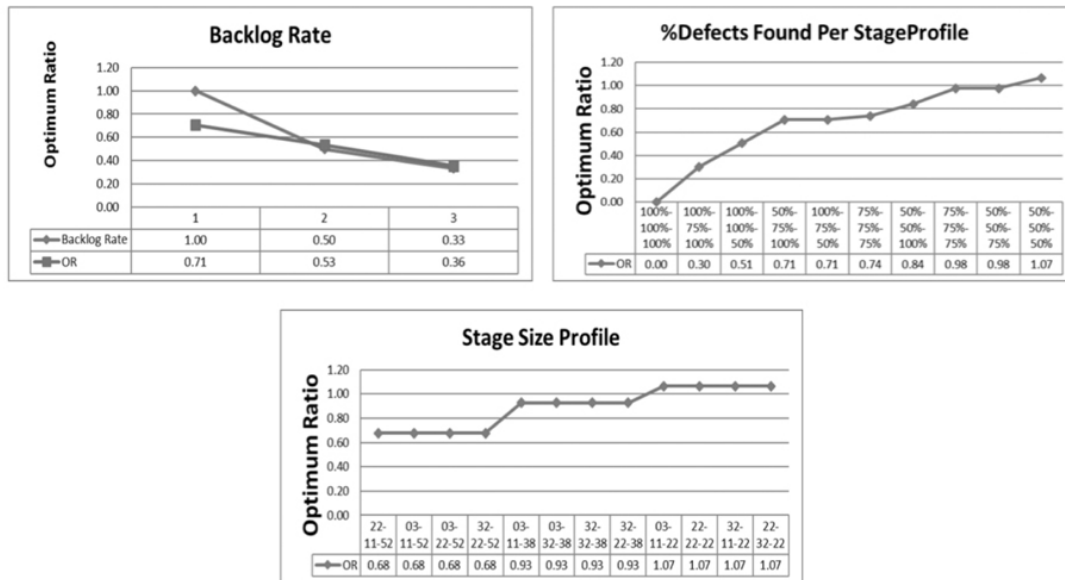 Backlog Rate
Optimum Ratio
1.20
1.00
0.80
0.60
0.40
0.20
0.00
1 2 3
Backlog Rate 1.00 0.50 0.33
OR 0.71 0.53 0.36
%Defects Found Per StageProfile
Optimum Ratio
1.20
1.00
0.80
0.60
0.40
0.20
0.00
100%- 100%- 100%- 50%- 100%- 75%- 50%- 75%- 50%- 50%-
100%- 75%- 100%- 75%- 75%- 75%- 50%- 50%- 50%- 50%-
100% 100% 50% 100% 50% 75% 100% 75% 75% 50%
OR 0.00 0.30 0.51 0.71 0.71 0.74 0.84 0.98 0.98 1.07
Stage Size Profile
Optimum Ratio
1.20
1.00
0.80
0.60
0.40
0.20
0.00
22- 03- 03- 32- 03- 03- 32- 32- 03- 22- 32- 22-
11-52 11-52 22-52 22-52 11-38 32-38 32-38 22-38 11-22 22-22 11-22 32-22
OR 0.68 0.68 0.68 0.68 0.93 0.93 0.93 0.93 1.07 1.07 1.07 1.07